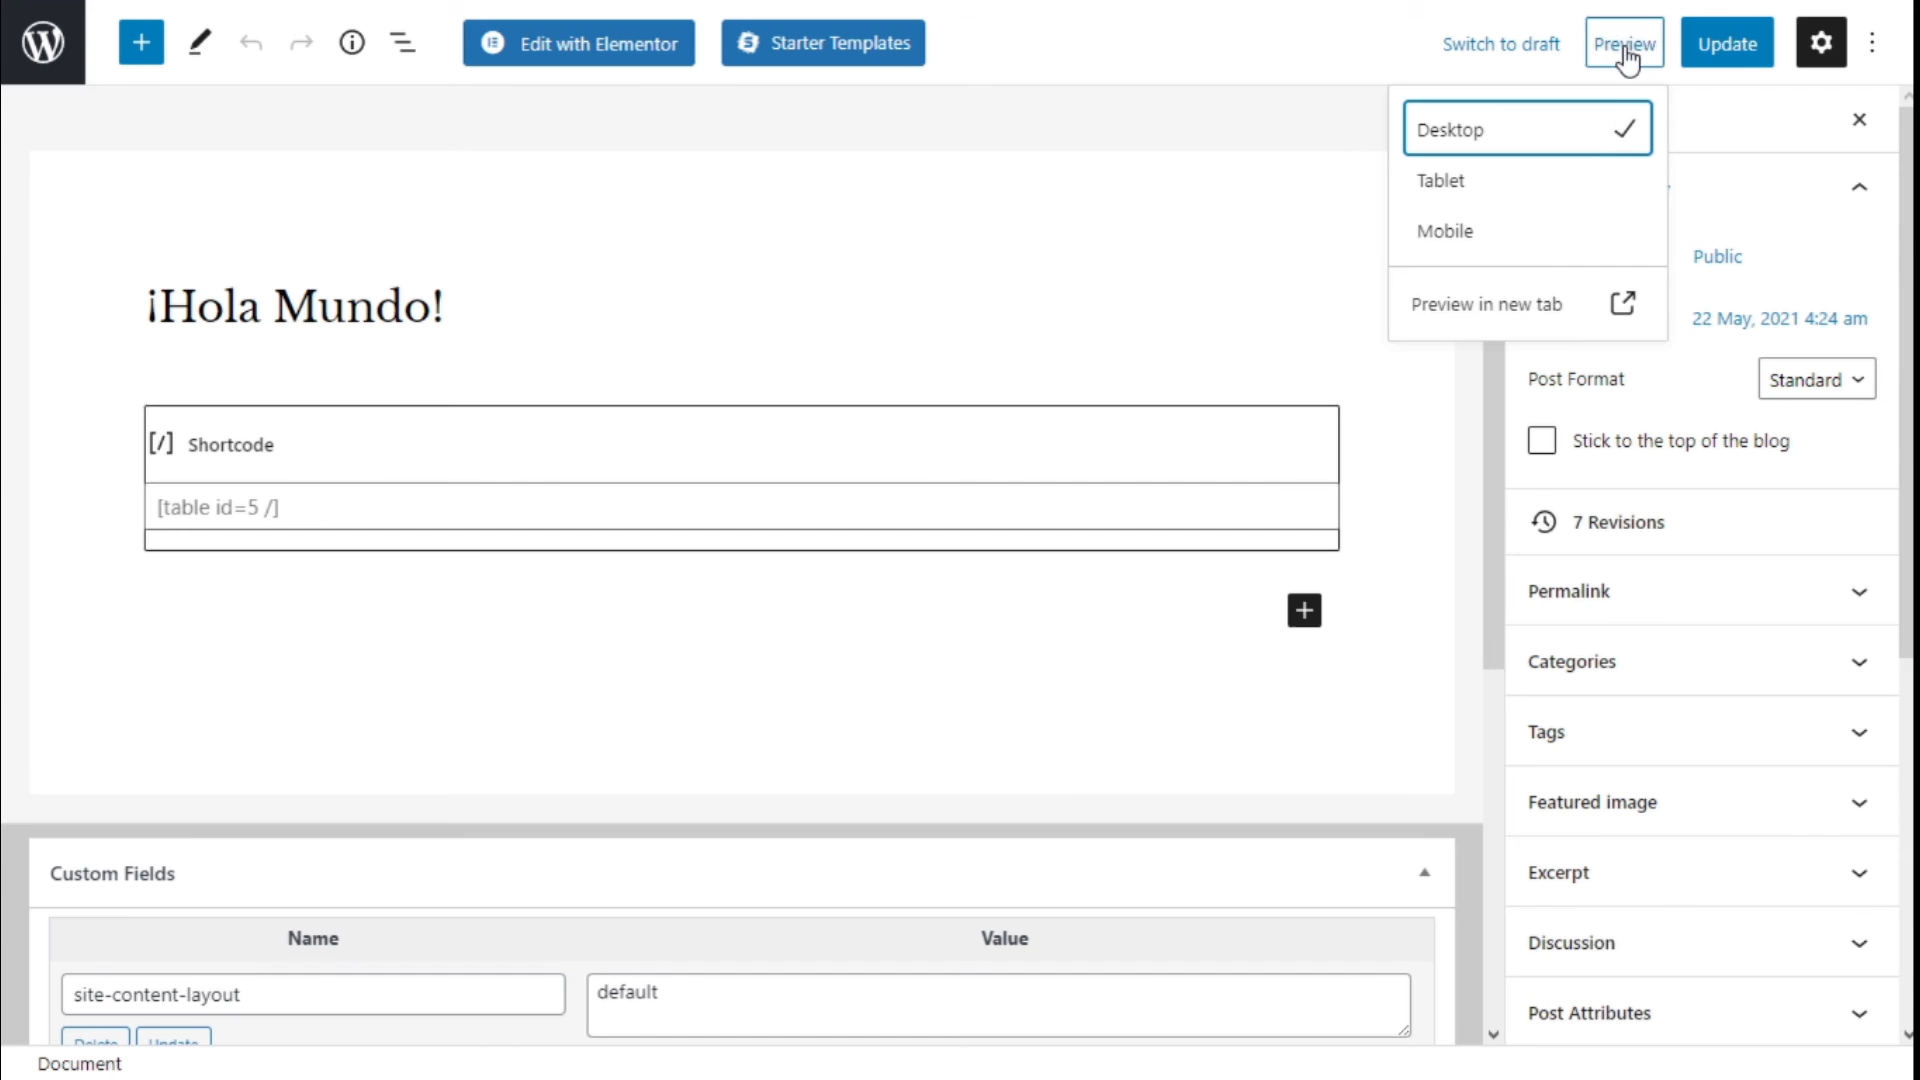 Edit with Elementor
Starter Templates
Switch to draft
Preview
Update
Desktop
Tablet
Mobile
Preview in new tab
Public
22 May, 2021 4:24 am
¡Hola Mundo!
Post Format
Standard
[/] Shortcode
Stick to the top of the blog
[table id=5 /]
7 Revisions
Permalink
Categories
Tags
Featured image
Custom Fields
Excerpt
Name
Value
Discussion
site-content-layout
default
Post Attributes
Delete
Update
Document